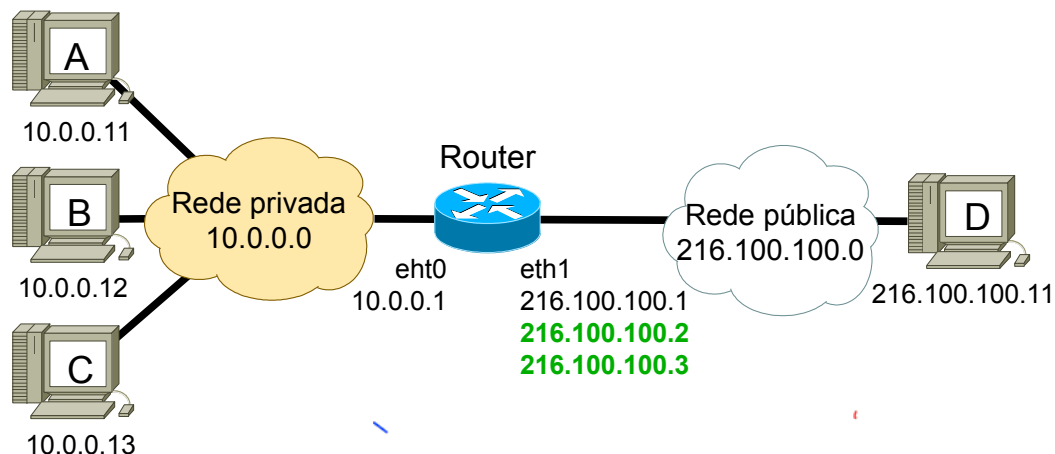 A
10.0.0.11
B
10.0.0.12
C
10.0.0.13
Rede privada
10.0.0.0
Router
eht0
10.0.0.1
eth1
216.100.100.1
216.100.100.2
216.100.100.3
Rede pública
216.100.100.0
D
216.100.100.11